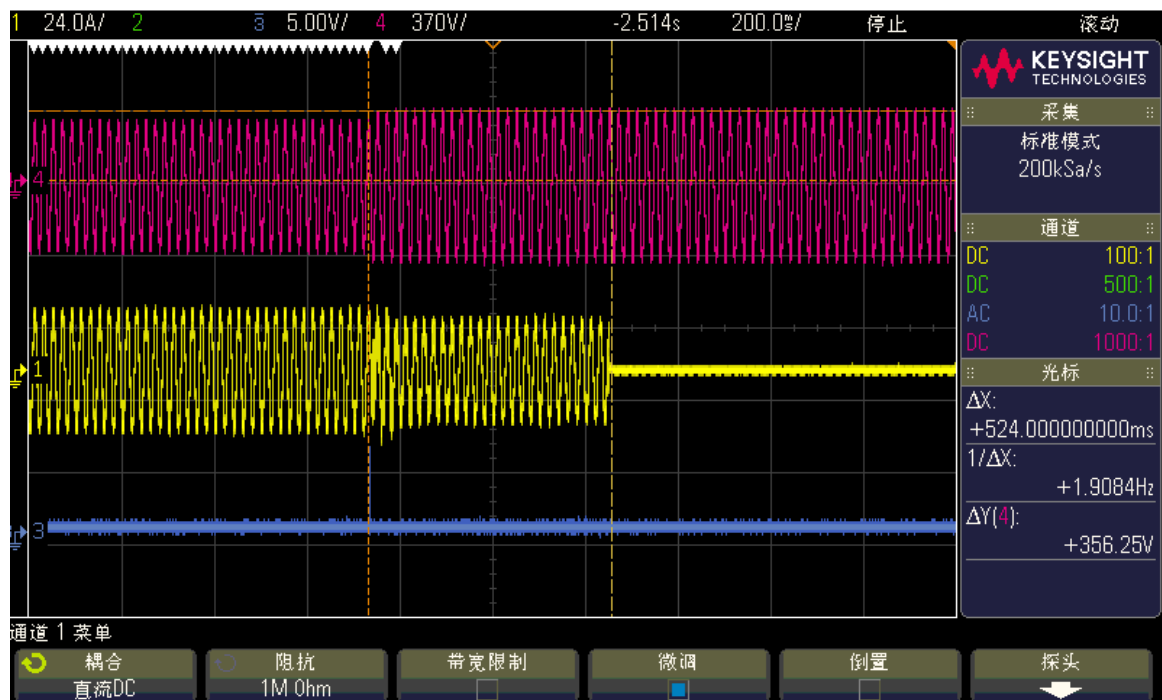 1 24.0A/ 2 3 5.00V/ 4 370V/ -2.514s 200.0ms/ 停止 滚动
KEYSIGHT
TECHNOLOGIES
采集
标准模式
200kSa/s
通道
DC 100:1
DC 500:1
AC 10.0:1
DC 1000:1
光标
ΔX:
+524.000000000ms
1/ΔX:
+1.9084Hz
ΔY(4):
+356.25V
4
1
3
通道 1 菜单
耦合 阻抗 带宽限制 微调 倒置 探头
直流DC 1M Ohm